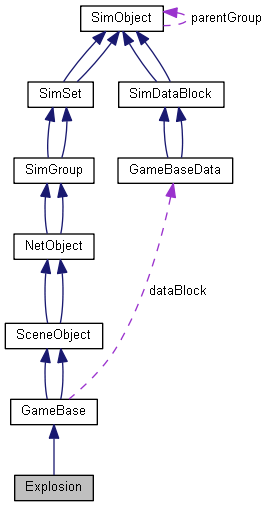 SimObject
parentGroup
SimSet
SimDataBlock
SimGroup
GameBaseData
NetObject
dataBlock
SceneObject
GameBase
Explosion